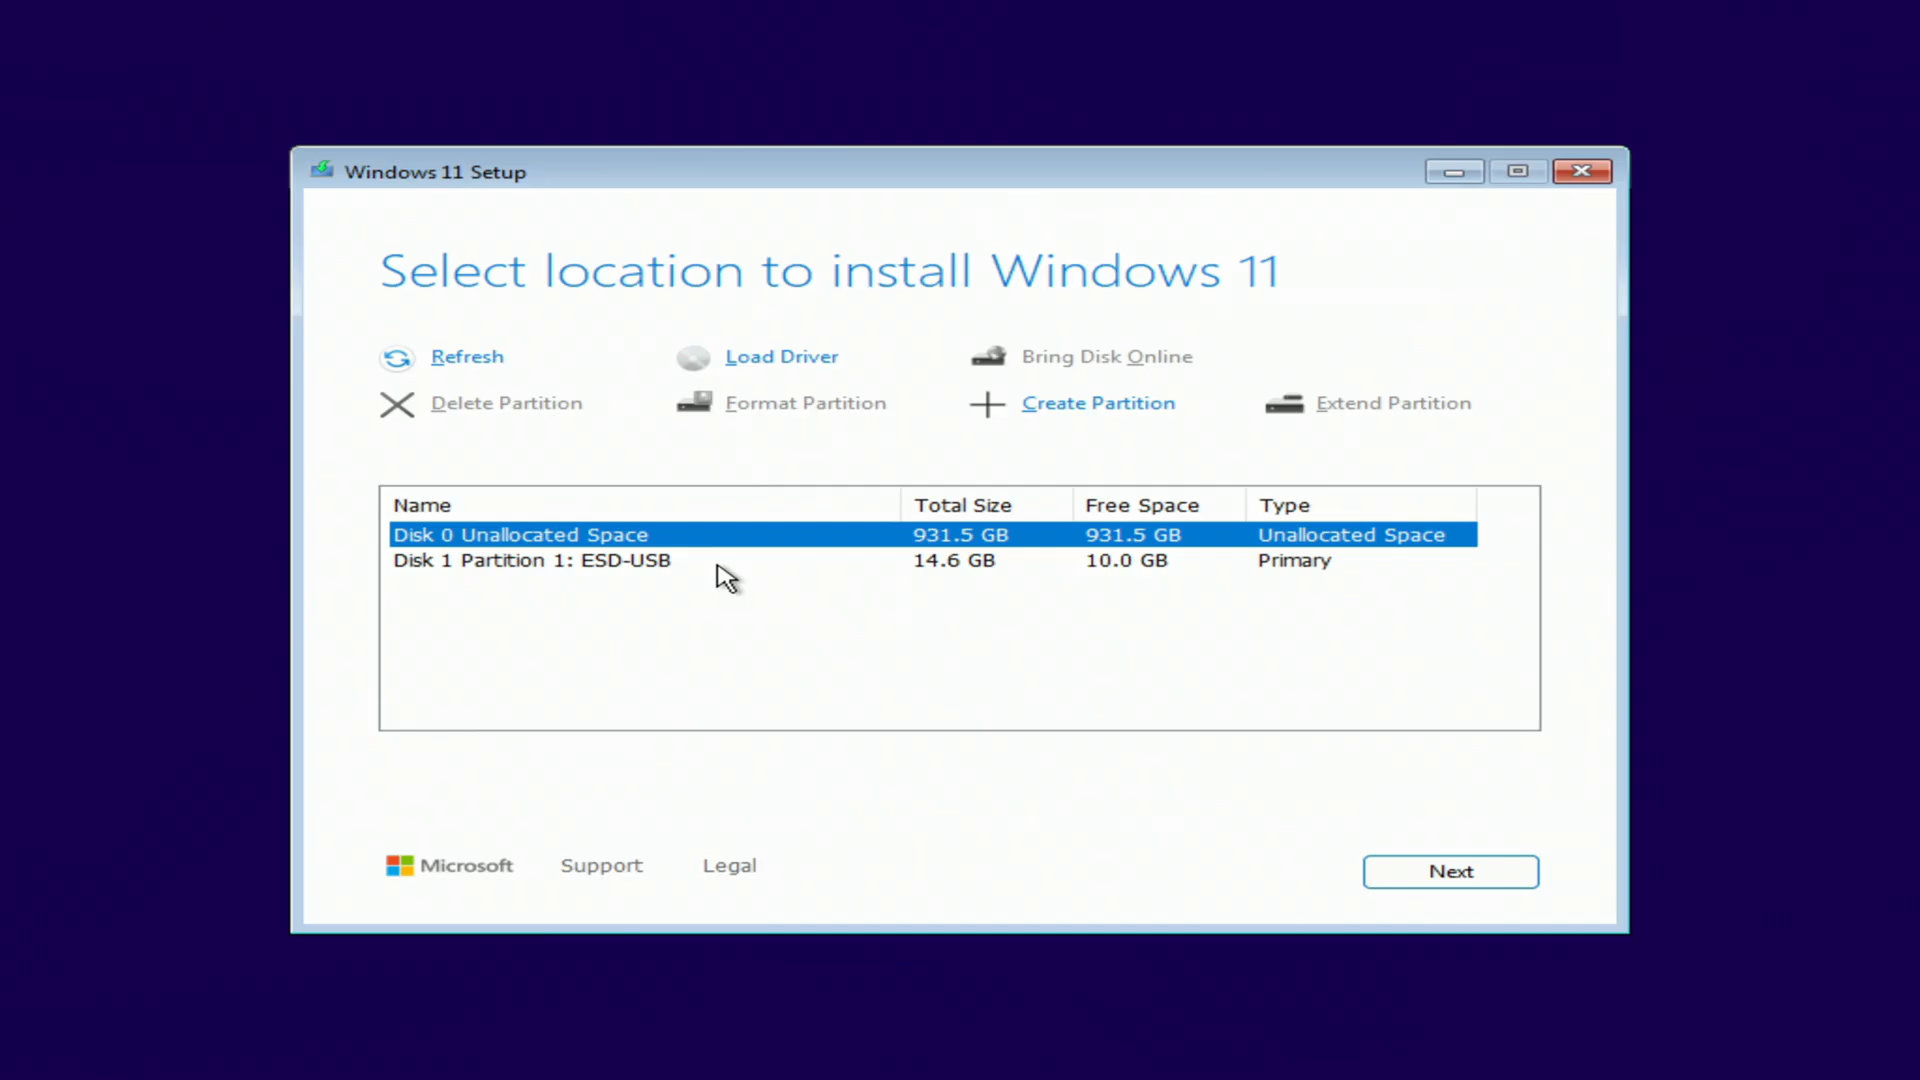 Windows 11 Setup
Select location to install Windows 11
Refresh Load Driver Bring Disk Online
Delete Partition Format Partition Create Partition Extend Partition
Name Total Size Free Space Type
Disk 0 Unallocated Space 931.5 GB 931.5 GB Unallocated Space
Disk 1 Partition 1: ESD-USB 14.6 GB 10.0 GB Primary
Microsoft Support Legal Next